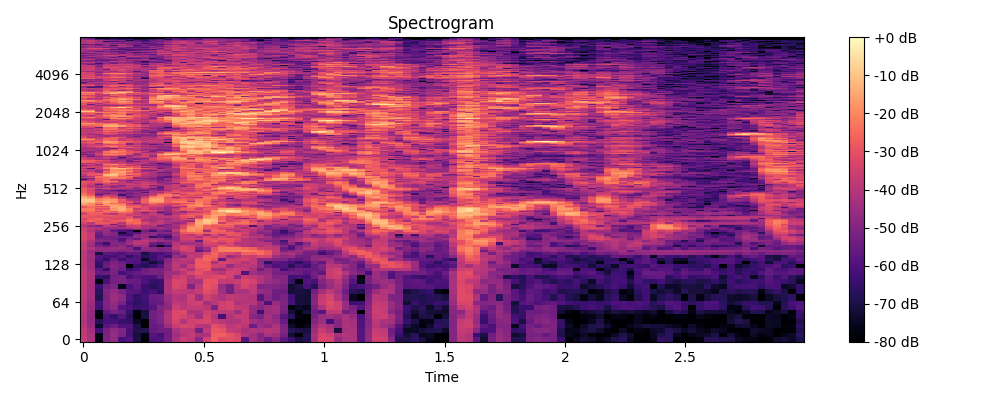 Spectrogram
4096
2048
1024
512
256
128
64
0
Hz
0
0.5
1
1.5
2
2.5
Time
+0 dB
-10 dB
-20 dB
-30 dB
-40 dB
-50 dB
-60 dB
-70 dB
-80 dB